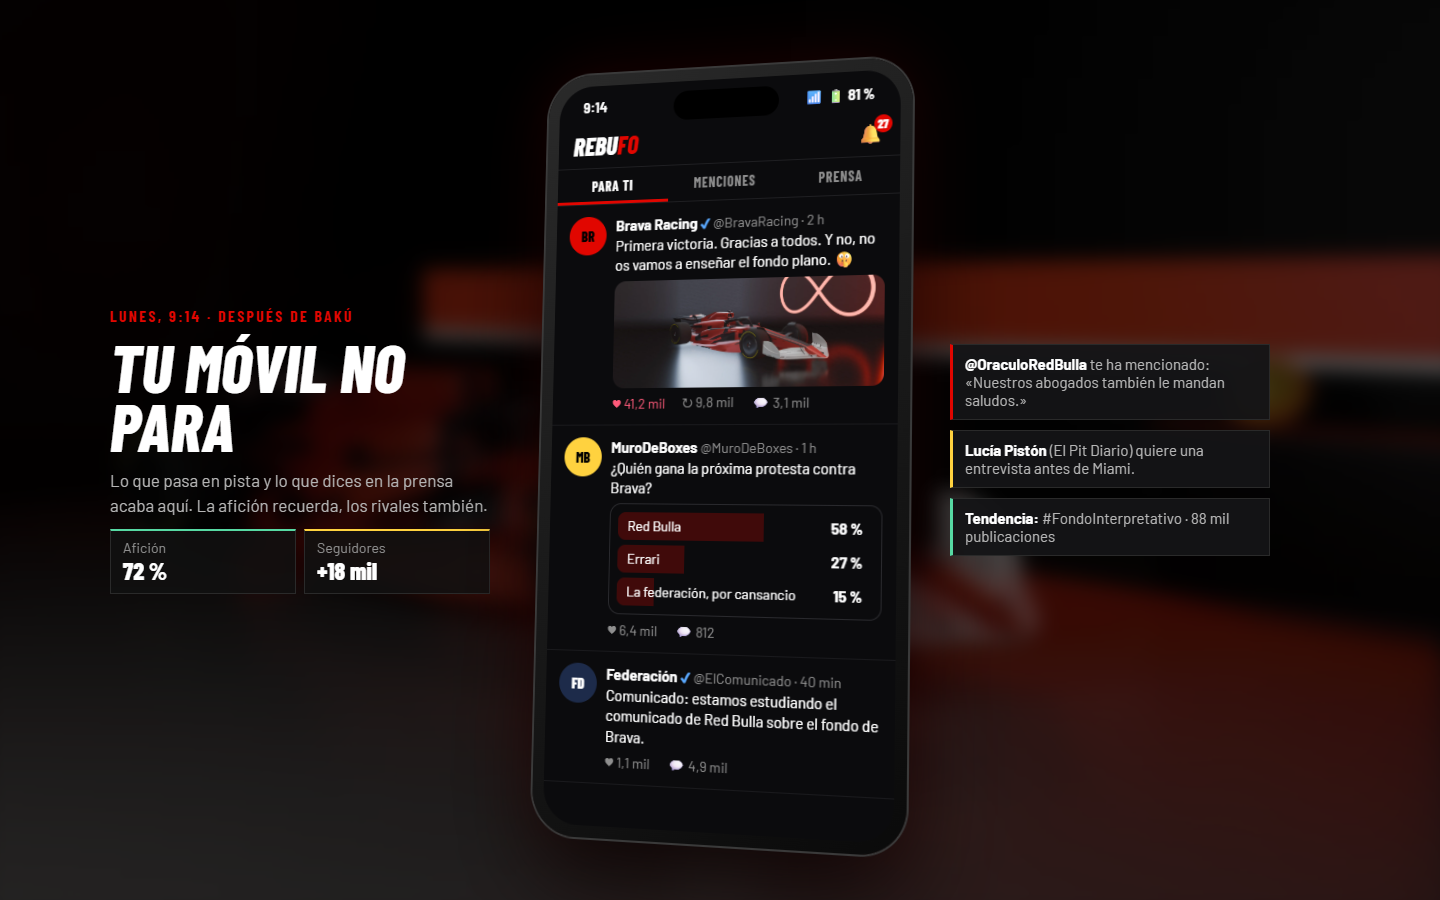 LUNES, 9:14 · DESPUÉS DE BAKÚ
TU MÓVIL NO
PARA
Lo que pasa en pista y lo que dices en la prensa
acaba aquí. La afición recuerda, los rivales también.
Afición
72 %
Seguidores
+18 mil
9:14
81 %
REBUFO
27
PARA TI
MENCIONES
PRENSA
BR
Brava Racing ✔ @BravaRacing · 2 h
Primera victoria. Gracias a todos. Y no, no
os vamos a enseñar el fondo plano. 🤫
♥ 41,2 mil ↻ 9,8 mil 💬 3,1 mil
MB
MuroDeBoxes @MuroDeBoxes · 1 h
¿Quién gana la próxima protesta contra
Brava?
Red Bulla 58 %
Errari 27 %
La federación, por cansancio 15 %
♥ 6,4 mil 💬 812
FD
Federación ✔ @ElComunicado · 40 min
Comunicado: estamos estudiando el
comunicado de Red Bulla sobre el fondo de
Brava.
♥ 1,1 mil 💬 4,9 mil
@OraculoRedBulla te ha mencionado:
«Nuestros abogados también le mandan
saludos.»
Lucía Pistón (El Pit Diario) quiere una
entrevista antes de Miami.
Tendencia: #FondoInterpretativo · 88 mil
publicaciones